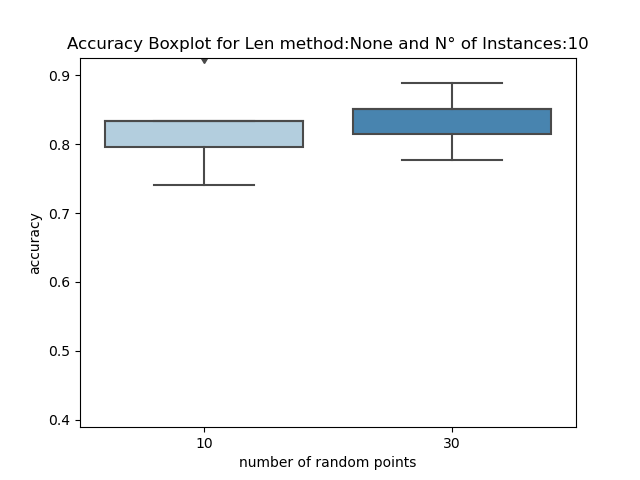 Accuracy Boxplot for Len method:None and N° of Instances:10
0.9
0.8
0.7
0.6
0.5
0.4
accuracy
10 30
number of random points